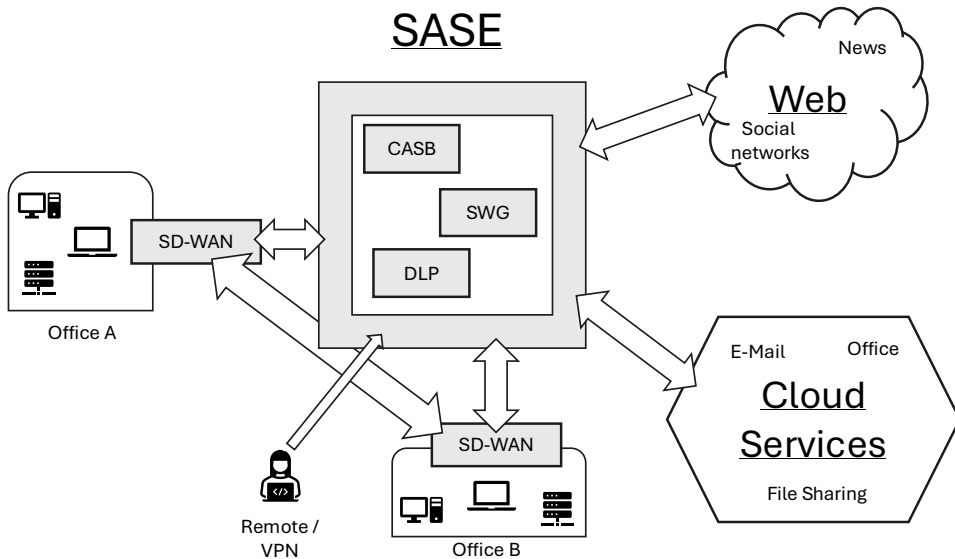 SASE
News
Web
Social
networks
CASB
SWG
DLP
SD-WAN
Office A
E-Mail
Office
Cloud
Services
File Sharing
SD-WAN
Office B
Remote /
VPN